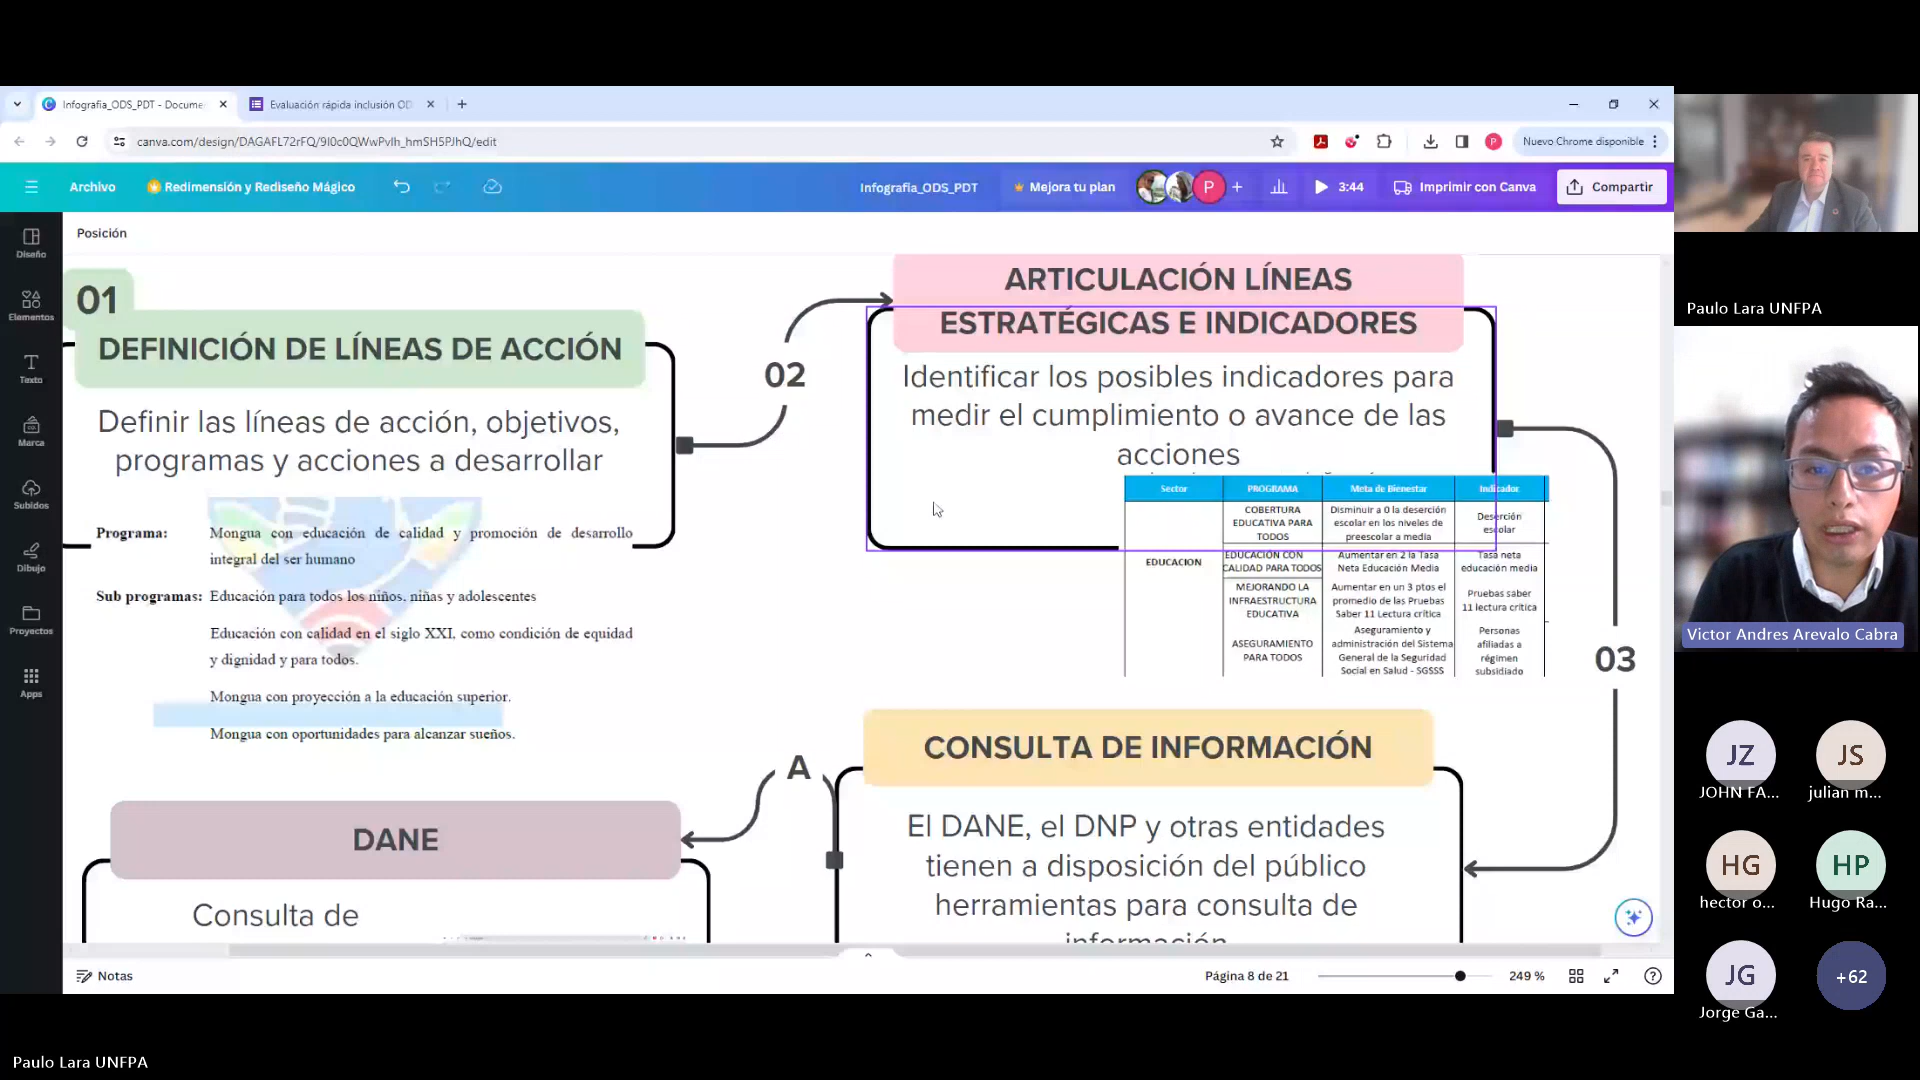 Infografia_ODS_PDT - Docume
Evaluación rápida inclusión OD
canva.com/design/DAGAFL72rFQ/9I0c0QWwPvIh_hmSH5PJhQ/edit
Nuevo Chrome disponible
P
Archivo
Redimensión y Rediseño Mágico
Infografia_ODS_PDT
Mejora tu plan
P
3:44
Imprimir con Canva
Compartir
Diseño
Elementos
Texto
Marca
Subidos
Dibujo
Proyectos
Apps
Posición
01
DEFINICIÓN DE LÍNEAS DE ACCIÓN
Definir las líneas de acción, objetivos,
programas y acciones a desarrollar
Programa: Mongua con educación de calidad y promoción de desarrollo
integral del ser humano
Sub programas: Educación para todos los niños, niñas y adolescentes
Educación con calidad en el siglo XXI, como condición de equidad
y dignidad y para todos.
Mongua con proyección a la educación superior.
Mongua con oportunidades para alcanzar sueños.
02
ARTICULACIÓN LÍNEAS
ESTRATÉGICAS E INDICADORES
Identificar los posibles indicadores para
medir el cumplimiento o avance de las
acciones
Sector PROGRAMA Meta de Bienestar Indicador
EDUCACION
COBERTURA
EDUCATIVA PARA
TODOS
Disminuir a 0 la deserción
escolar en los niveles de
preescolar a media
Deserción
escolar
EDUCACIÓN CON
CALIDAD PARA TODOS
Aumentar en 2 la Tasa
Neta Educación Media
Tasa neta
educación media
MEJORANDO LA
INFRAESTRUCTURA
EDUCATIVA
Aumentar en un 3 ptos el
promedio de las Pruebas
Saber 11 Lectura crítica
Pruebas saber
11 lectura crítica
ASEGURAMIENTO
PARA TODOS
Aseguramiento y
administración del Sistema
General de la Seguridad
Social en Salud - SGSSS
Personas
afiliadas a
régimen
subsidiado
03
CONSULTA DE INFORMACIÓN
El DANE, el DNP y otras entidades
tienen a disposición del público
herramientas para consulta de
información
A
DANE
Consulta de
Notas
Página 8 de 21
249 %
Paulo Lara UNFPA
Victor Andres Arevalo Cabra
JZ
JOHN FA...
JS
julian m...
HG
hector o...
HP
Hugo Ra...
JG
Jorge Ga...
+62
Paulo Lara UNFPA